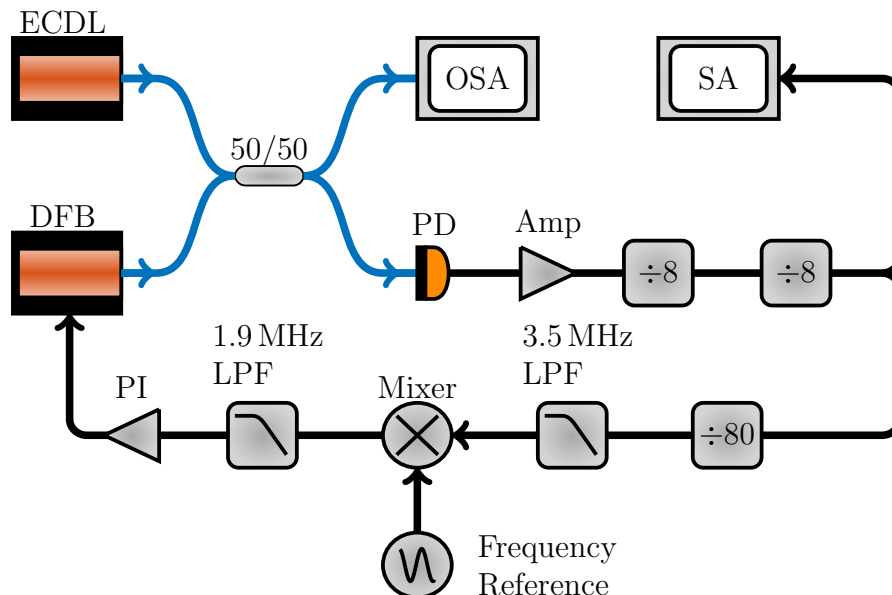 ECDL
OSA
SA
50/50
DFB
PD
Amp
÷8
÷8
1.9 MHz
LPF
3.5 MHz
LPF
PI
Mixer
÷80
Frequency
Reference